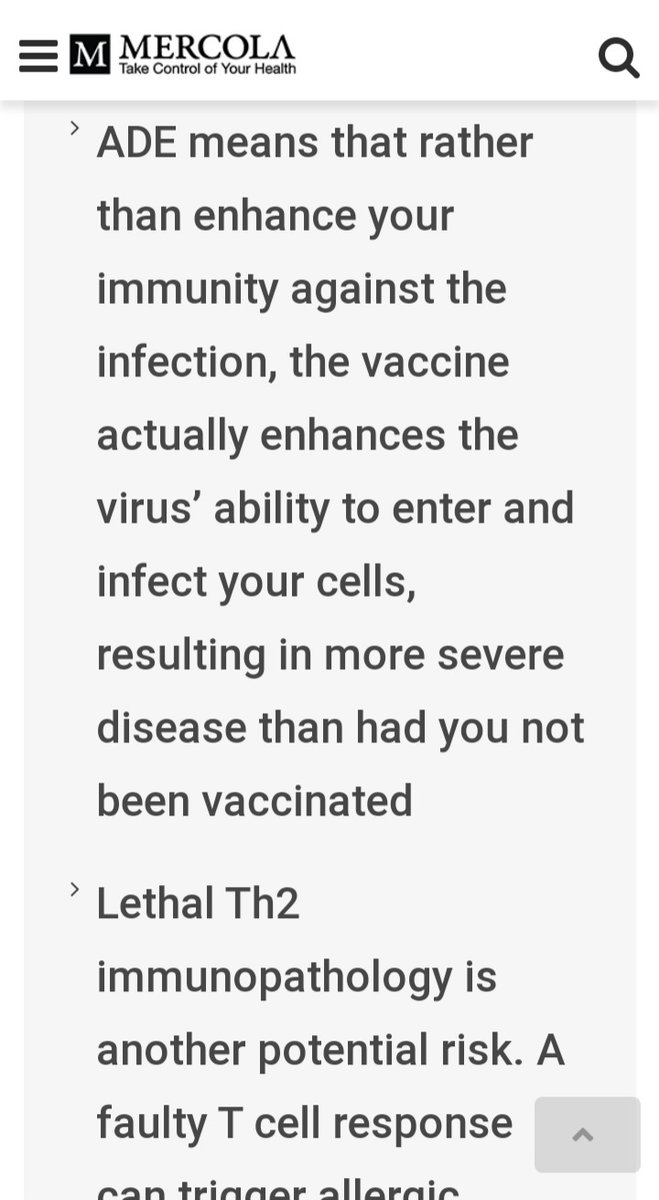 M MERCOLA
Take Control of Your Health
ADE means that rather
than enhance your
immunity against the
infection, the vaccine
actually enhances the
virus’ ability to enter and
infect your cells,
resulting in more severe
disease than had you not
been vaccinated
Lethal Th2
immunopathology is
another potential risk. A
faulty T cell response
can trigger allergic